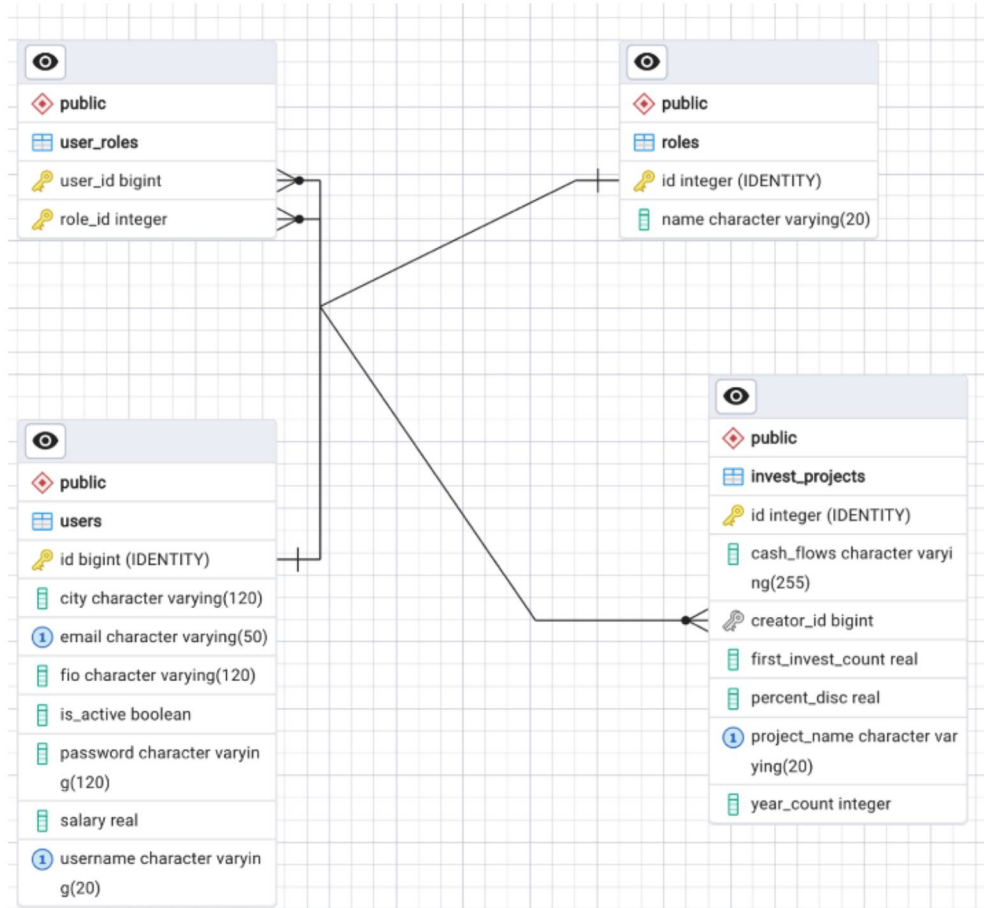 public
user_roles
user_id bigint
role_id integer
public
roles
id integer (IDENTITY)
name character varying(20)
public
users
id bigint (IDENTITY)
city character varying(120)
1 email character varying(50)
fio character varying(120)
is_active boolean
password character varyin
g(120)
salary real
1 username character varyin
g(20)
public
invest_projects
id integer (IDENTITY)
cash_flows character varyi
ng(255)
creator_id bigint
first_invest_count real
percent_disc real
1 project_name character var
ying(20)
year_count integer